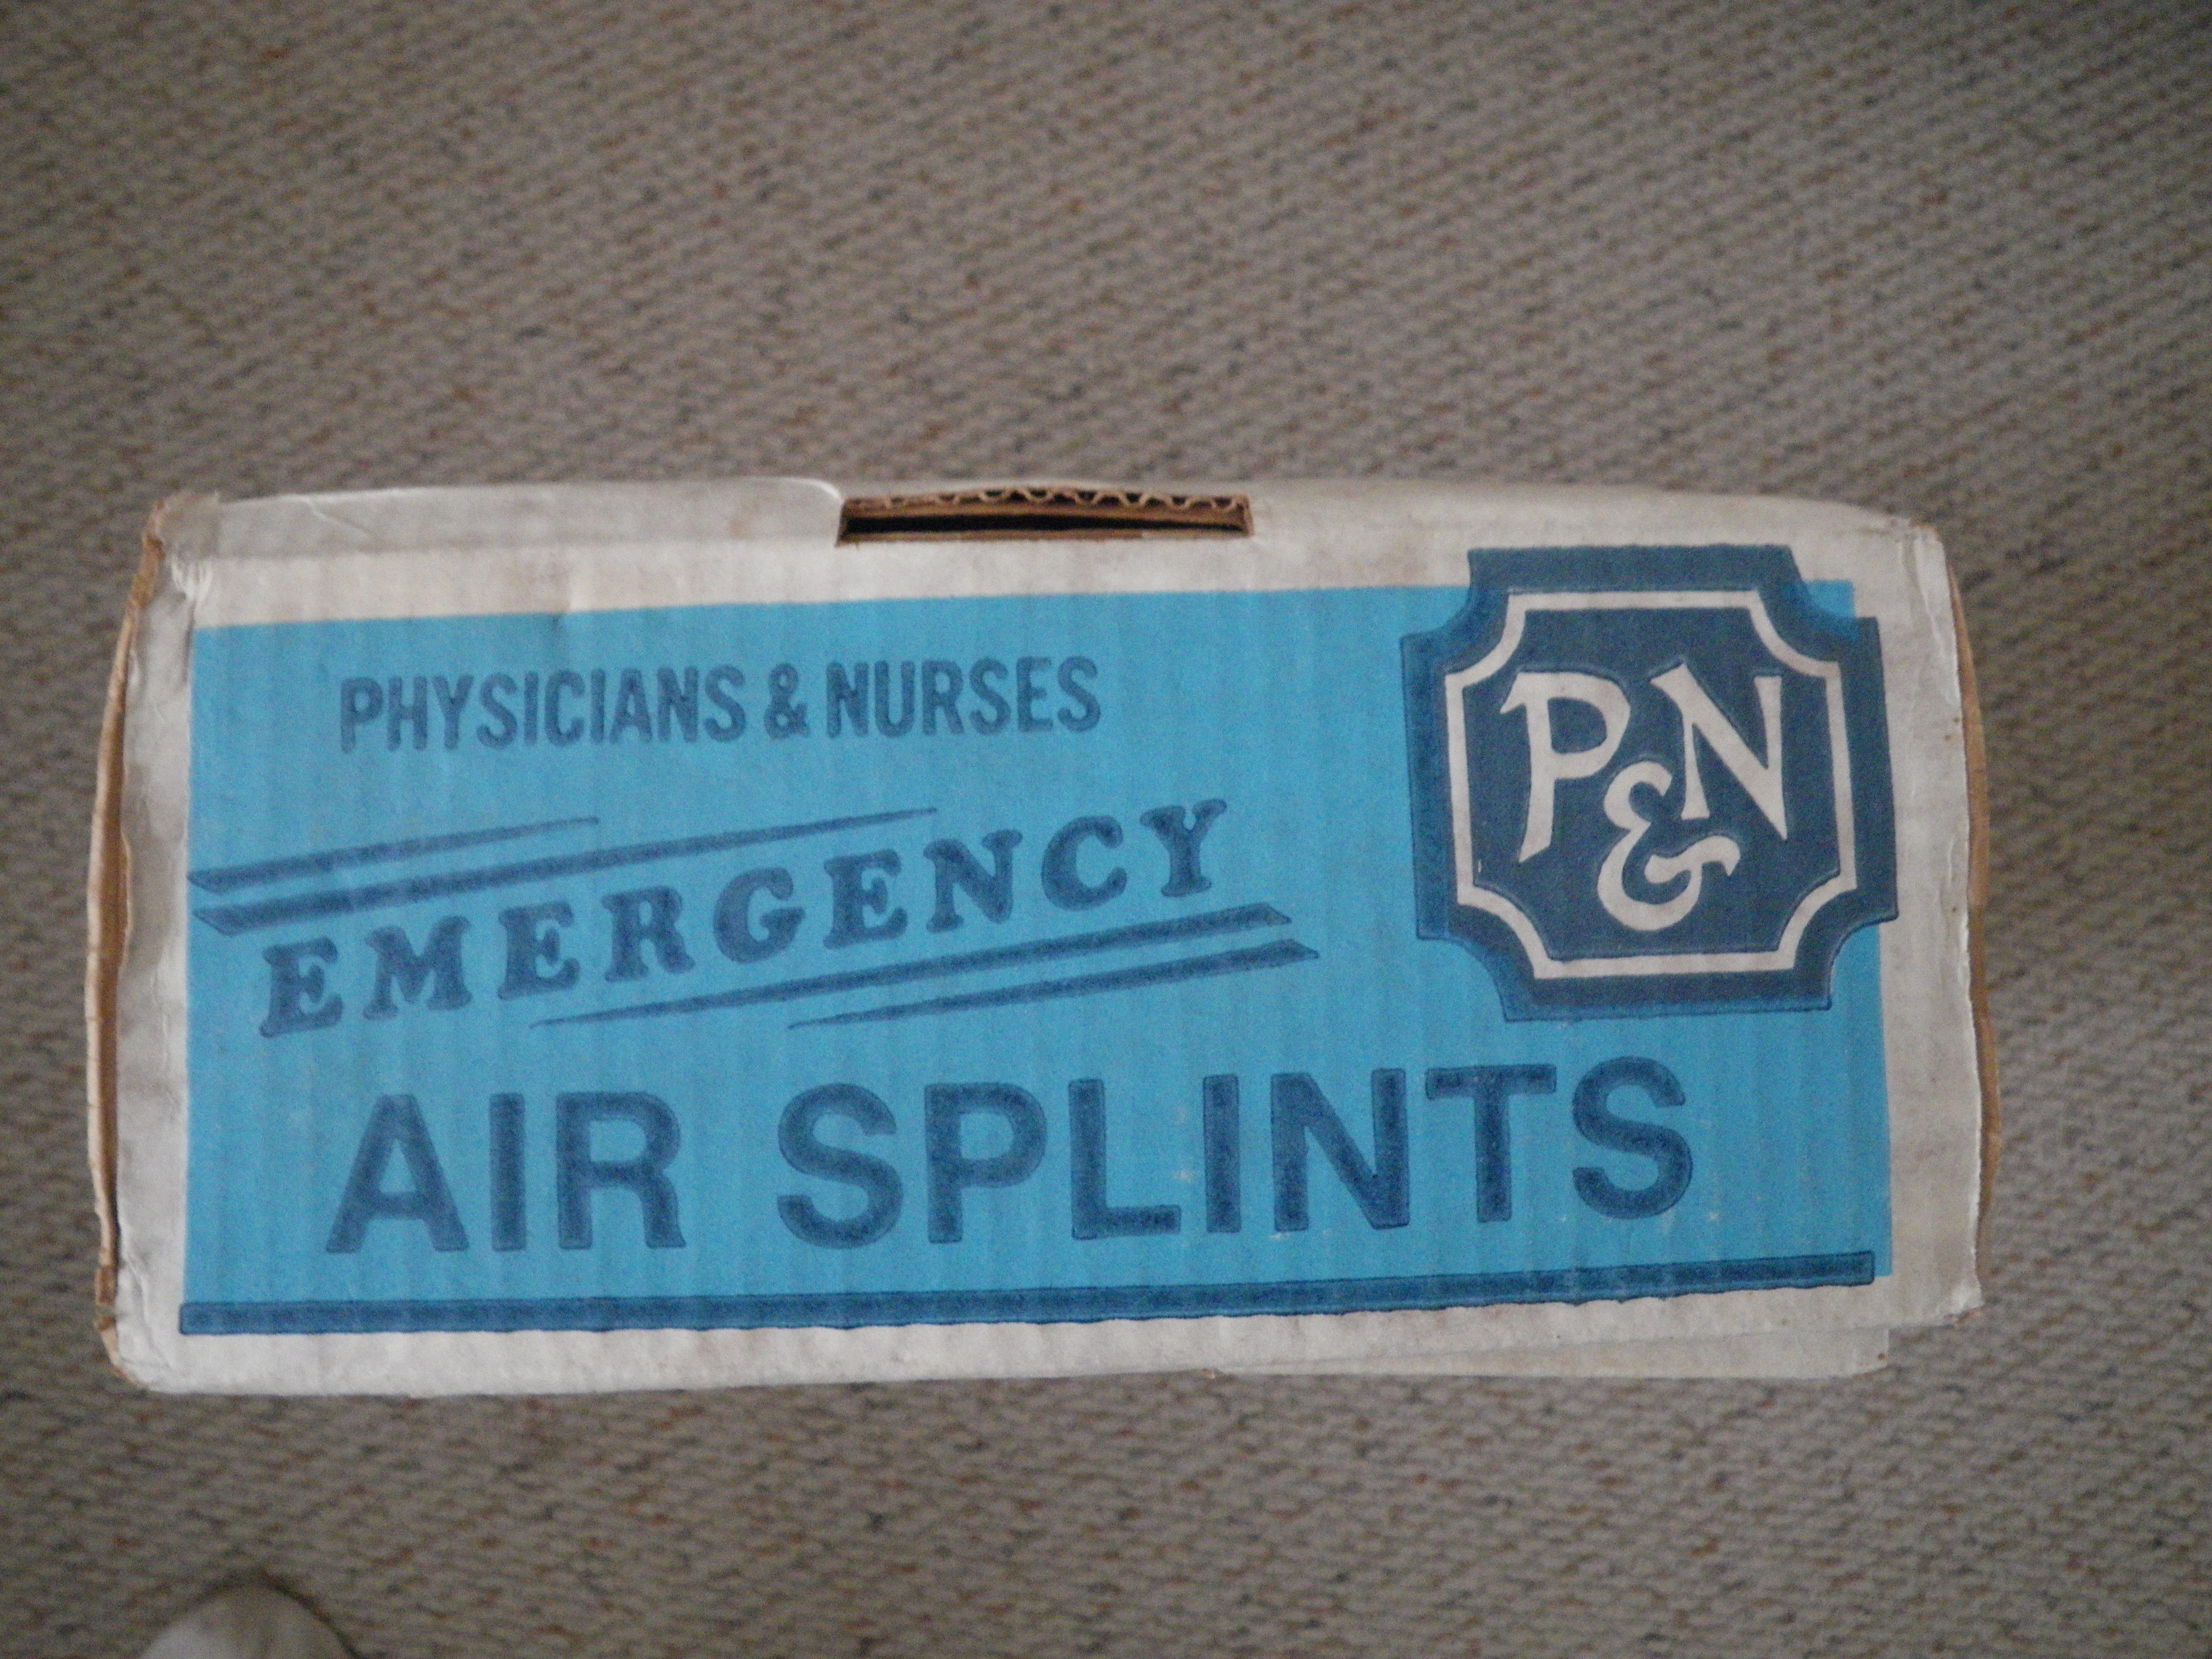 PHYSICIANS & NURSES
P&N
EMERGENCY
AIR SPLINTS